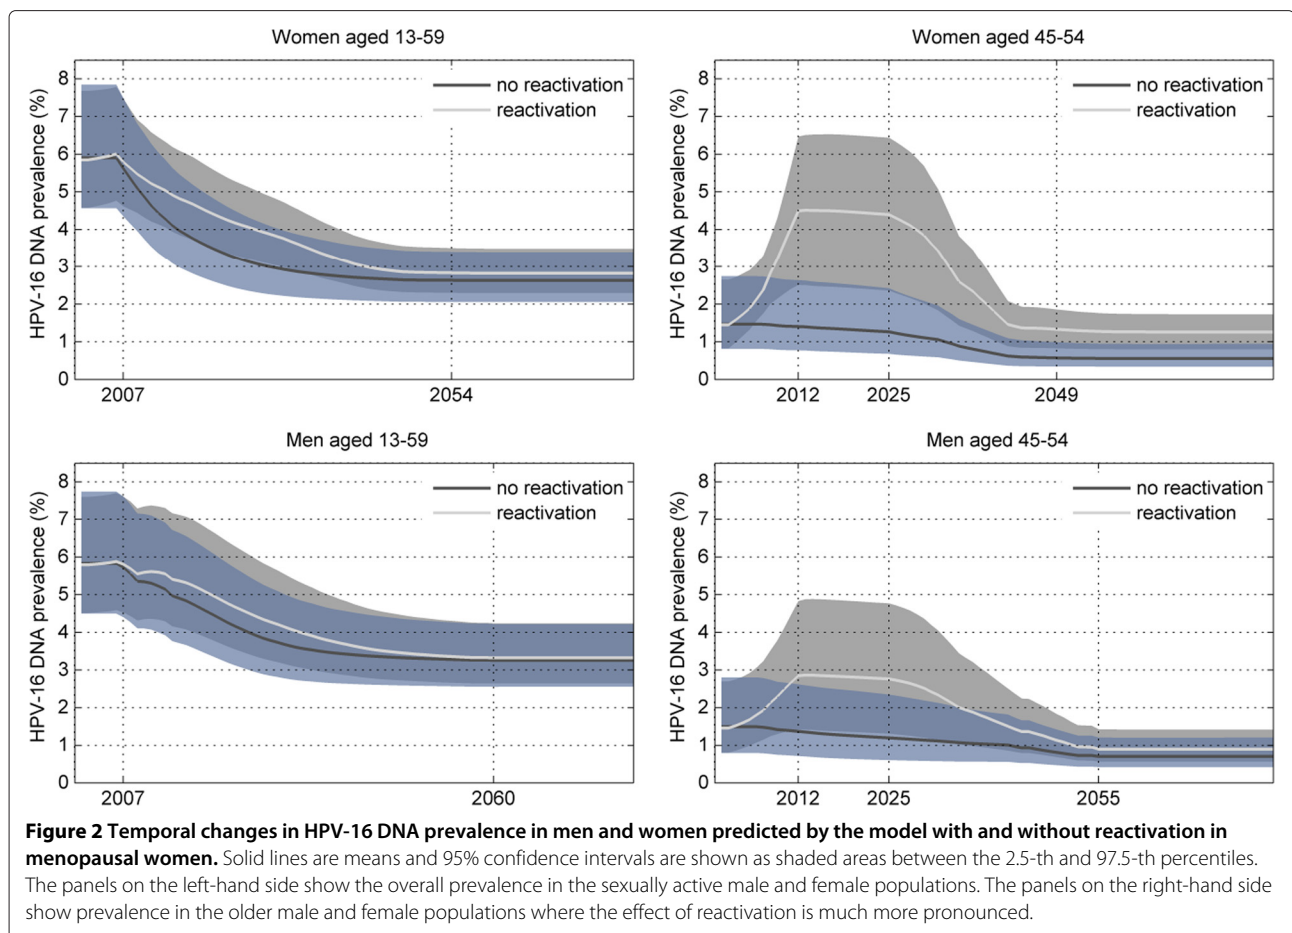 Women aged 13-59
HPV-16 DNA prevalence (%)
8
7
6
5
4
3
2
1
0
no reactivation
reactivation
2007
2054
Women aged 45-54
HPV-16 DNA prevalence (%)
8
7
6
5
4
3
2
1
0
no reactivation
reactivation
2012
2025
2049
Men aged 13-59
HPV-16 DNA prevalence (%)
8
7
6
5
4
3
2
1
0
no reactivation
reactivation
2007
2060
Men aged 45-54
HPV-16 DNA prevalence (%)
8
7
6
5
4
3
2
1
0
no reactivation
reactivation
2012
2025
2055
Figure 2 Temporal changes in HPV-16 DNA prevalence in men and women predicted by the model with and without reactivation in
menopausal women. Solid lines are means and 95% confidence intervals are shown as shaded areas between the 2.5-th and 97.5-th percentiles.
The panels on the left-hand side show the overall prevalence in the sexually active male and female populations. The panels on the right-hand side
show prevalence in the older male and female populations where the effect of reactivation is much more pronounced.